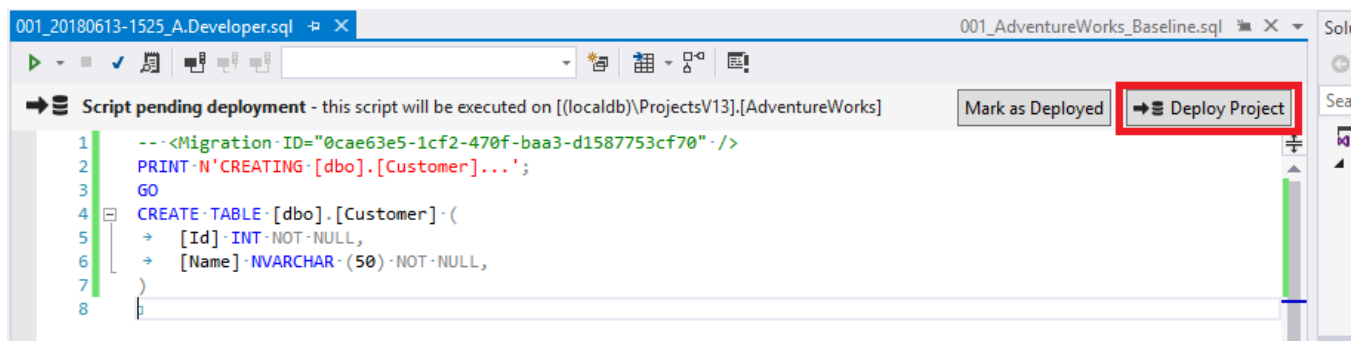 001_20180613-1525_A.Developer.sql
001_AdventureWorks_Baseline.sql
Solu
Script pending deployment - this script will be executed on [(localdb)\ProjectsV13].[AdventureWorks]
Mark as Deployed
Deploy Project
Sea
1 -- <Migration ID="0cae63e5-1cf2-470f-baa3-d1587753cf70" />
2 PRINT N'CREATING [dbo].[Customer]...';
3 GO
4 CREATE TABLE [dbo].[Customer] (
5 [Id] INT NOT NULL,
6 [Name] NVARCHAR (50) NOT NULL,
7 )
8